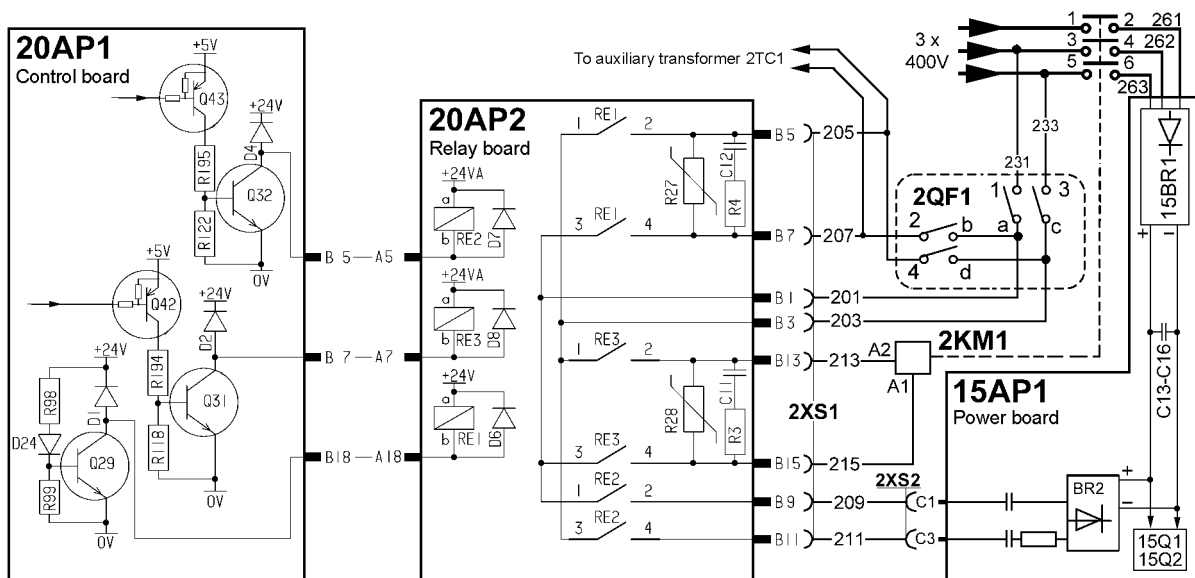 20AP1
Control board
+5V
Q43
+24V
D4
R195
Q32
R122
0V
+5V
Q42
+24V
D2
R194
Q31
R118
0V
+24V
R98
D1
D24
Q29
R99
0V
B 5 A5
B 7 A7
B18 A18
To auxiliary transformer 2TC1
20AP2
Relay board
+24VA
a
b RE2
D7
+24VA
a
b RE3
D8
+24V
a
b RE1
D6
1 RE1 2
R27
C12
R4
3 RE1 4
1 RE3 2
R28
C11
R3
3 RE3 4
1 RE2 2
3 RE2 4
B5 205
B7 207
B1 201
B3 203
B13 213
2XS1
B15 215
B9 209
B11 211
2XS2
C1
C3
3 x
400V
1 2 261
3 4 262
5 6
263
231
233
2QF1
1 3
2 b a c
4 d
2KM1
A2
A1
15AP1
Power board
15BR1
+ −
C13-C16
BR2
+
−
15Q1
15Q2